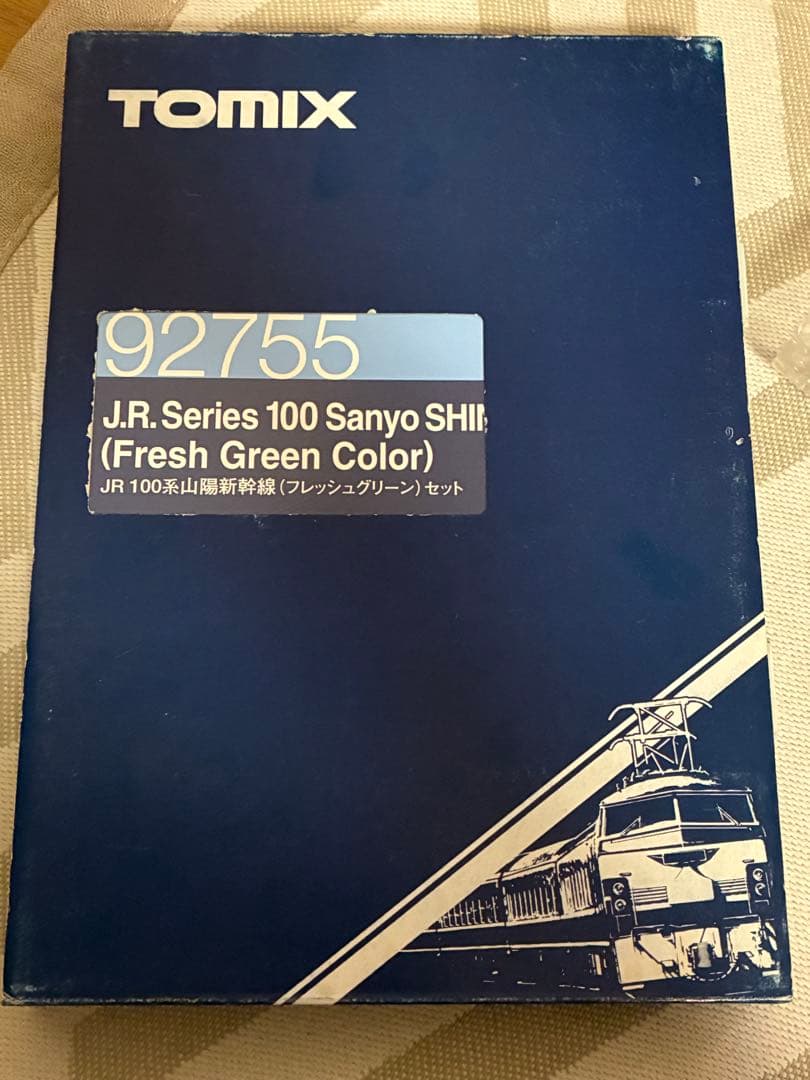 TOMIX
92755
J.R. Series 100 Sanyo SHI
(Fresh Green Color)
JR 100系山陽新幹線(フレッシュグリーン)セット